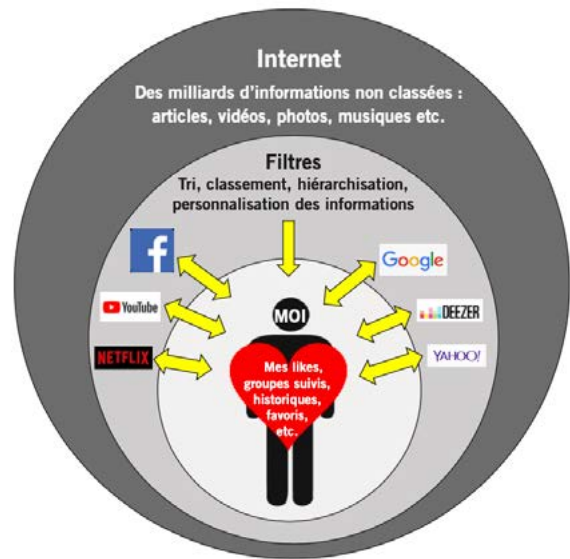 Internet
Des milliards d'informations non classées :
articles, vidéos, photos, musiques etc.
Filtres
Tri, classement, hiérarchisation,
personnalisation des informations
f
Google
YouTube
DEEZER
NETFLIX
YAHOO!
MOI
Mes likes,
groupes suivis,
historiques,
favoris,
etc.